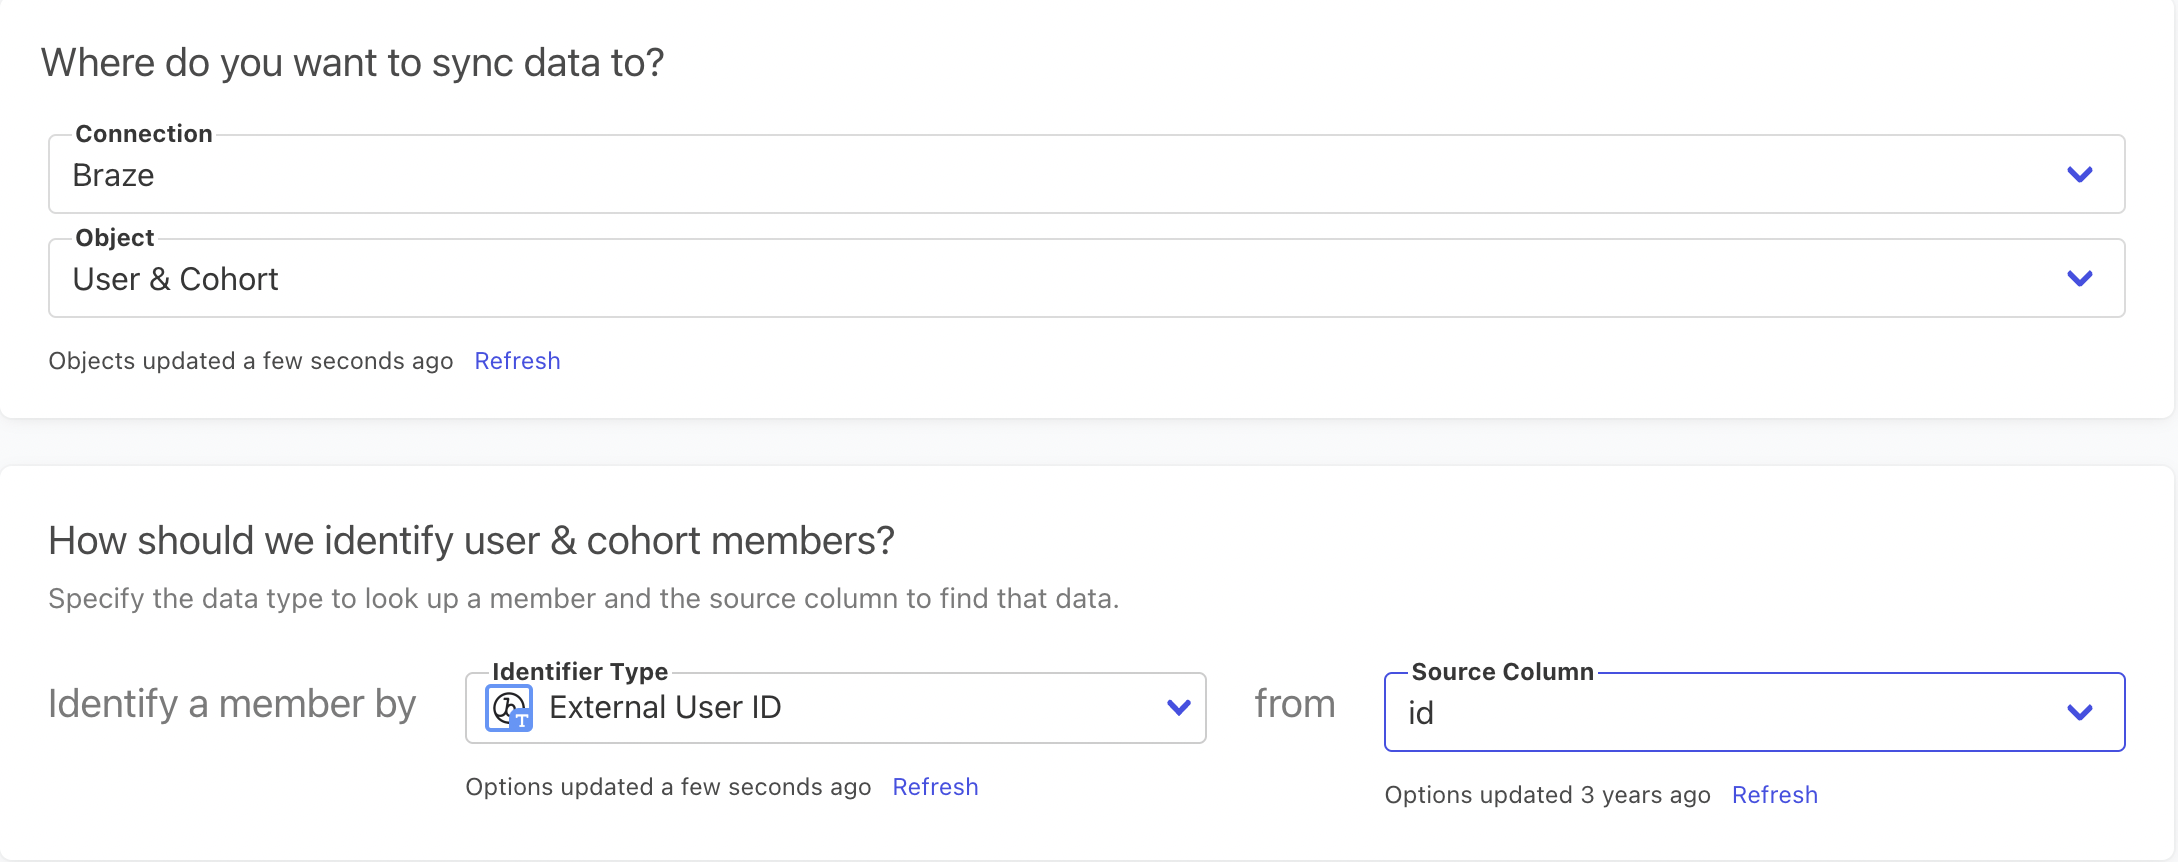 Where do you want to sync data to?
Connection
Braze
Object
User & Cohort
Objects updated a few seconds ago Refresh
How should we identify user & cohort members?
Specify the data type to look up a member and the source column to find that data.
Identifier Type
Source Column
Identify a member by T External User ID from id
Options updated a few seconds ago Refresh
Options updated 3 years ago Refresh